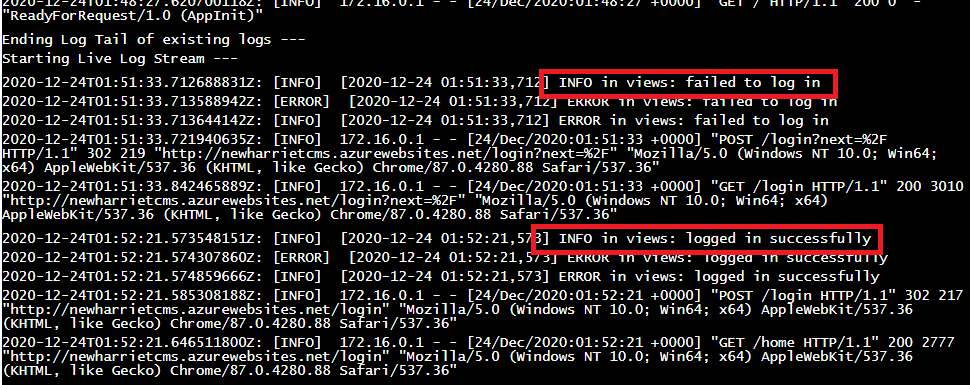 2020-12-24T01:48:27.620700118Z: [INFO]  172.16.0.1 - - [24/Dec/2020:01:48:27 +0000] "GET / HTTP/1.1" 200 0 "-"
"ReadyForRequest/1.0 (AppInit)"
Ending Log Tail of existing logs ---
Starting Live Log Stream ---
2020-12-24T01:51:33.712688831Z: [INFO]  [2020-12-24 01:51:33,712] INFO in views: failed to log in
2020-12-24T01:51:33.713588942Z: [ERROR]  [2020-12-24 01:51:33,712] ERROR in views: failed to log in
2020-12-24T01:51:33.713644142Z: [INFO]  [2020-12-24 01:51:33,712] ERROR in views: failed to log in
2020-12-24T01:51:33.721940635Z: [INFO]  172.16.0.1 - - [24/Dec/2020:01:51:33 +0000] "POST /login?next=%2F
HTTP/1.1" 302 219 "http://newharrietcms.azurewebsites.net/login?next=%2F" "Mozilla/5.0 (Windows NT 10.0; Win64;
x64) AppleWebKit/537.36 (KHTML, like Gecko) Chrome/87.0.4280.88 Safari/537.36"
2020-12-24T01:51:33.842465889Z: [INFO]  172.16.0.1 - - [24/Dec/2020:01:51:33 +0000] "GET /login HTTP/1.1" 200 3010
"http://newharrietcms.azurewebsites.net/login?next=%2F" "Mozilla/5.0 (Windows NT 10.0; Win64; x64)
AppleWebKit/537.36 (KHTML, like Gecko) Chrome/87.0.4280.88 Safari/537.36"
2020-12-24T01:52:21.573548151Z: [INFO]  [2020-12-24 01:52:21,573] INFO in views: logged in successfully
2020-12-24T01:52:21.574307860Z: [ERROR]  [2020-12-24 01:52:21,573] ERROR in views: logged in successfully
2020-12-24T01:52:21.574859666Z: [INFO]  [2020-12-24 01:52:21,573] ERROR in views: logged in successfully
2020-12-24T01:52:21.585308188Z: [INFO]  172.16.0.1 - - [24/Dec/2020:01:52:21 +0000] "POST /login HTTP/1.1" 302 217
"http://newharrietcms.azurewebsites.net/login" "Mozilla/5.0 (Windows NT 10.0; Win64; x64) AppleWebKit/537.36
(KHTML, like Gecko) Chrome/87.0.4280.88 Safari/537.36"
2020-12-24T01:52:21.646511800Z: [INFO]  172.16.0.1 - - [24/Dec/2020:01:52:21 +0000] "GET /home HTTP/1.1" 200 2777
"http://newharrietcms.azurewebsites.net/login" "Mozilla/5.0 (Windows NT 10.0; Win64; x64) AppleWebKit/537.36
(KHTML, like Gecko) Chrome/87.0.4280.88 Safari/537.36"